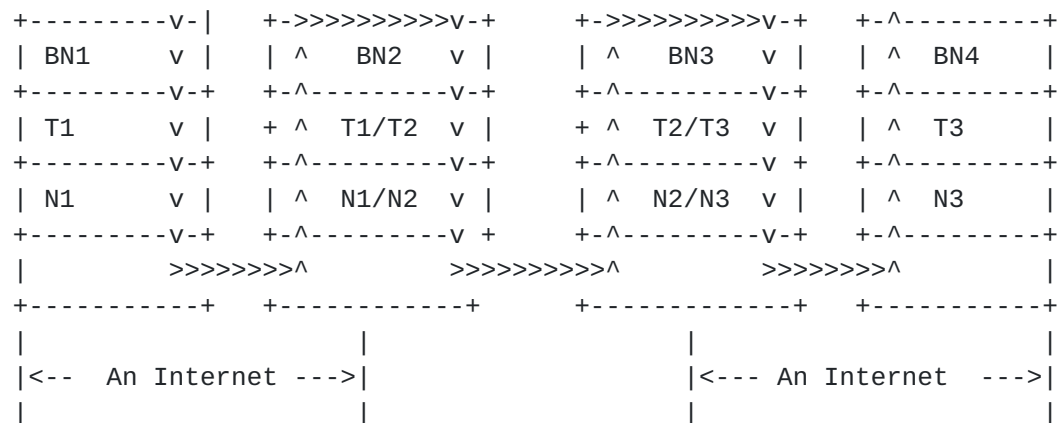 +---------v-|   +->>>>>>>>>>v-+     +->>>>>>>>>>v-+   +-^---------+
| BN1     v |   | ^   BN2   v |     | ^   BN3   v |   | ^  BN4    |
+---------v-+   +-^---------v-+     +-^---------v-+   +-^---------+
| T1      v |   + ^  T1/T2  v |     + ^  T2/T3  v |   | ^  T3     |
+---------v-+   +-^---------v-+     +-^---------v +   +-^---------+
| N1      v |   | ^  N1/N2  v |     | ^  N2/N3  v |   | ^  N3     |
+---------v-+   +-^---------v +     +-^---------v-+   +-^---------+
|         >>>>>>>>^         >>>>>>>>>>^         >>>>>>>>^         |
+-----------+   +------------+      +-------------+   +-----------+
|                     |                    |                      |
|<--  An Internet --->|                    |<--- An Internet  --->|
|                     |                    |                      |